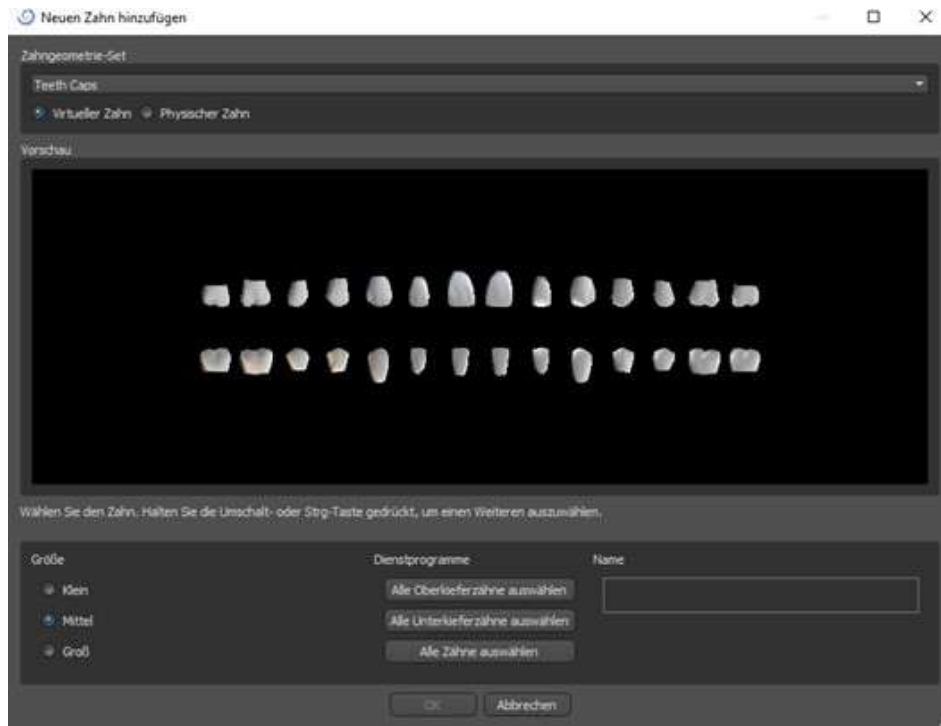 Neuen Zahn hinzufügen
Zahngeometrie-Set
Teeth Caps
Virtueller Zahn Physischer Zahn
Vorschau
Wählen Sie den Zahn. Halten Sie die Umschalt- oder Strg-Taste gedrückt, um einen Weiteren auszuwählen.
Größe Dienstprogramme Name
Klein Alle Oberkieferzähne auswählen
Mittel Alle Unterkieferzähne auswählen
Groß Alle Zähne auswählen
OK Abbrechen